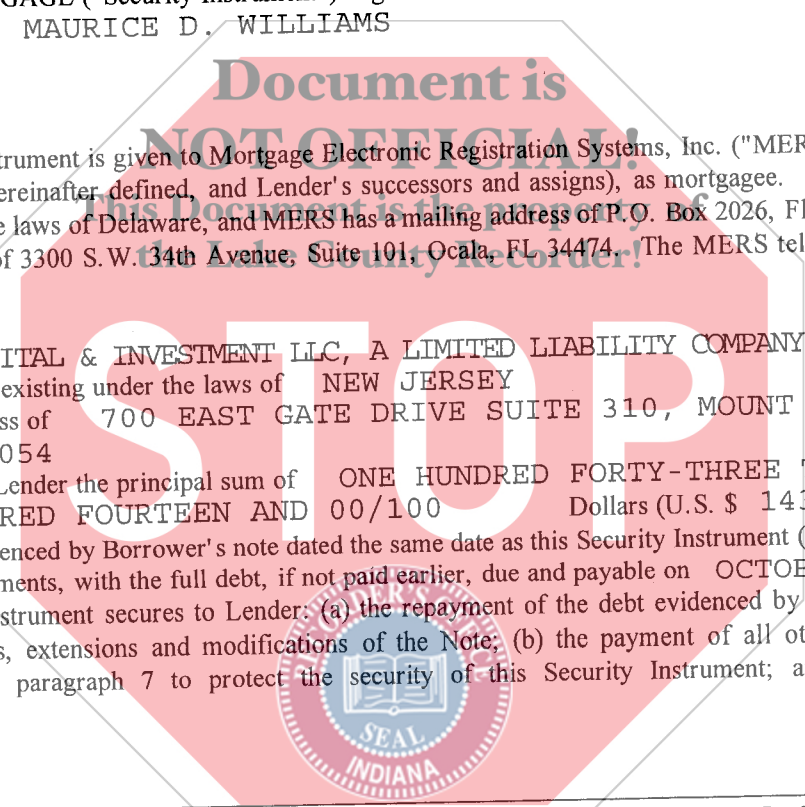 GAGE ("Security Instrument")
MAURICE D. WILLIAMS
Document is
NOT OFFICIAL!
trument is given to Mortgage Electronic Registration Systems, Inc. ("MER
ereinafter defined, and Lender's successors and assigns), as mortgagee.
This Document is the property of
e laws of Delaware, and MERS has a mailing address of P.O. Box 2026, Fl
the Lake County Recorder!
of 3300 S.W. 34th Avenue, Suite 101, Ocala, FL 34474. The MERS tel
STOP
ITAL & INVESTMENT LLC, A LIMITED LIABILITY COMPANY
existing under the laws of NEW JERSEY
ss of 700 EAST GATE DRIVE SUITE 310, MOUNT
054
Lender the principal sum of ONE HUNDRED FORTY-THREE T
RED FOURTEEN AND 00/100 Dollars (U.S. $ 143
enced by Borrower's note dated the same date as this Security Instrument (
ments, with the full debt, if not paid earlier, due and payable on OCTOBE
strument secures to Lender: (a) the repayment of the debt evidenced by
s, extensions and modifications of the Note; (b) the payment of all ot
paragraph 7 to protect the security of this Security Instrument; a
RECORDER'S OFFICE
SEAL
INDIANA